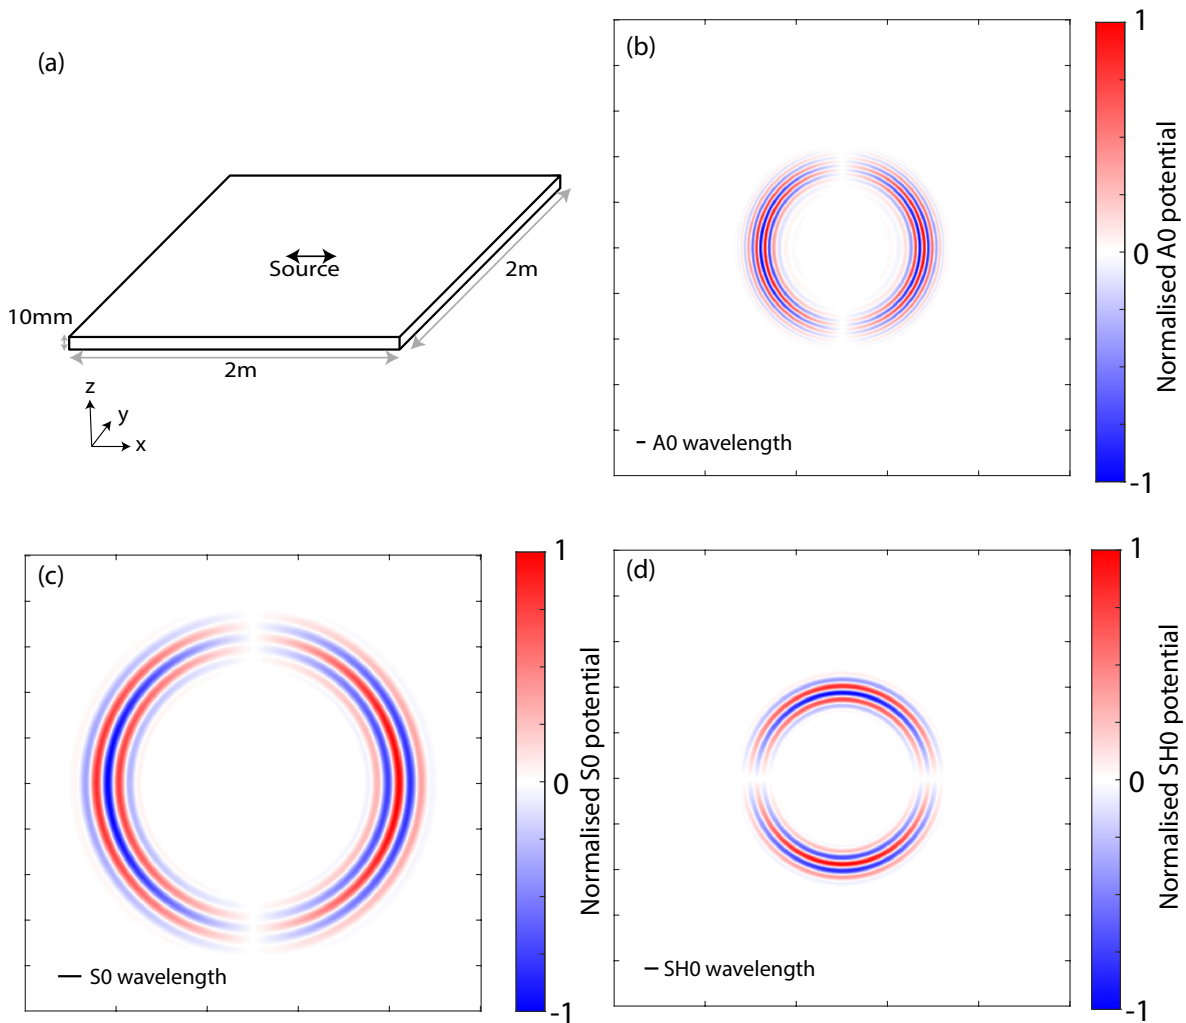 (a)
Source
2m
10mm
2m
z
y
x
(b)
A0 wavelength
1
0
-1
Normalised A0 potential
(c)
S0 wavelength
1
0
-1
Normalised S0 potential
(d)
SH0 wavelength
1
0
-1
Normalised SH0 potential